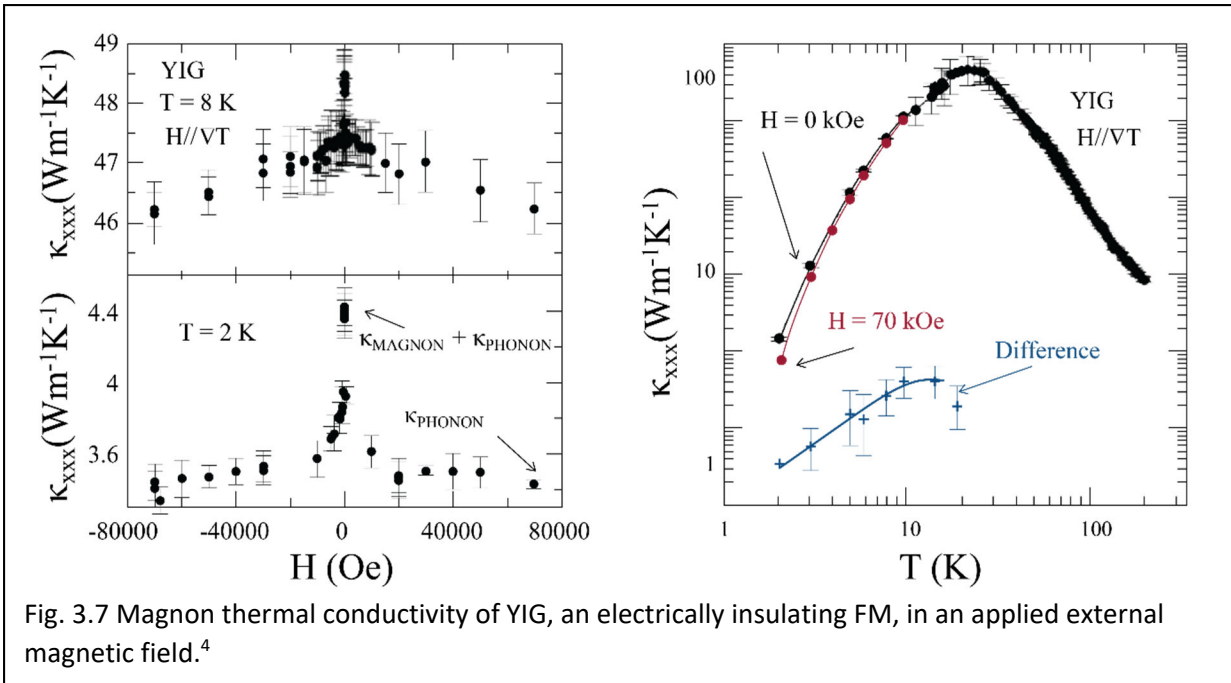 49
48
47
46
κXXX(Wm-1K-1)
YIG
T = 8 K
H//∇T
4.4
4
3.6
κXXX(Wm-1K-1)
T = 2 K
κMAGNON + κPHONON
κPHONON
-80000 -40000 0 40000 80000
H (Oe)
100
10
1
κXXX(Wm-1K-1)
YIG
H//∇T
H = 0 kOe
H = 70 kOe
Difference
1 10 100
T (K)
Fig. 3.7 Magnon thermal conductivity of YIG, an electrically insulating FM, in an applied external
magnetic field.4